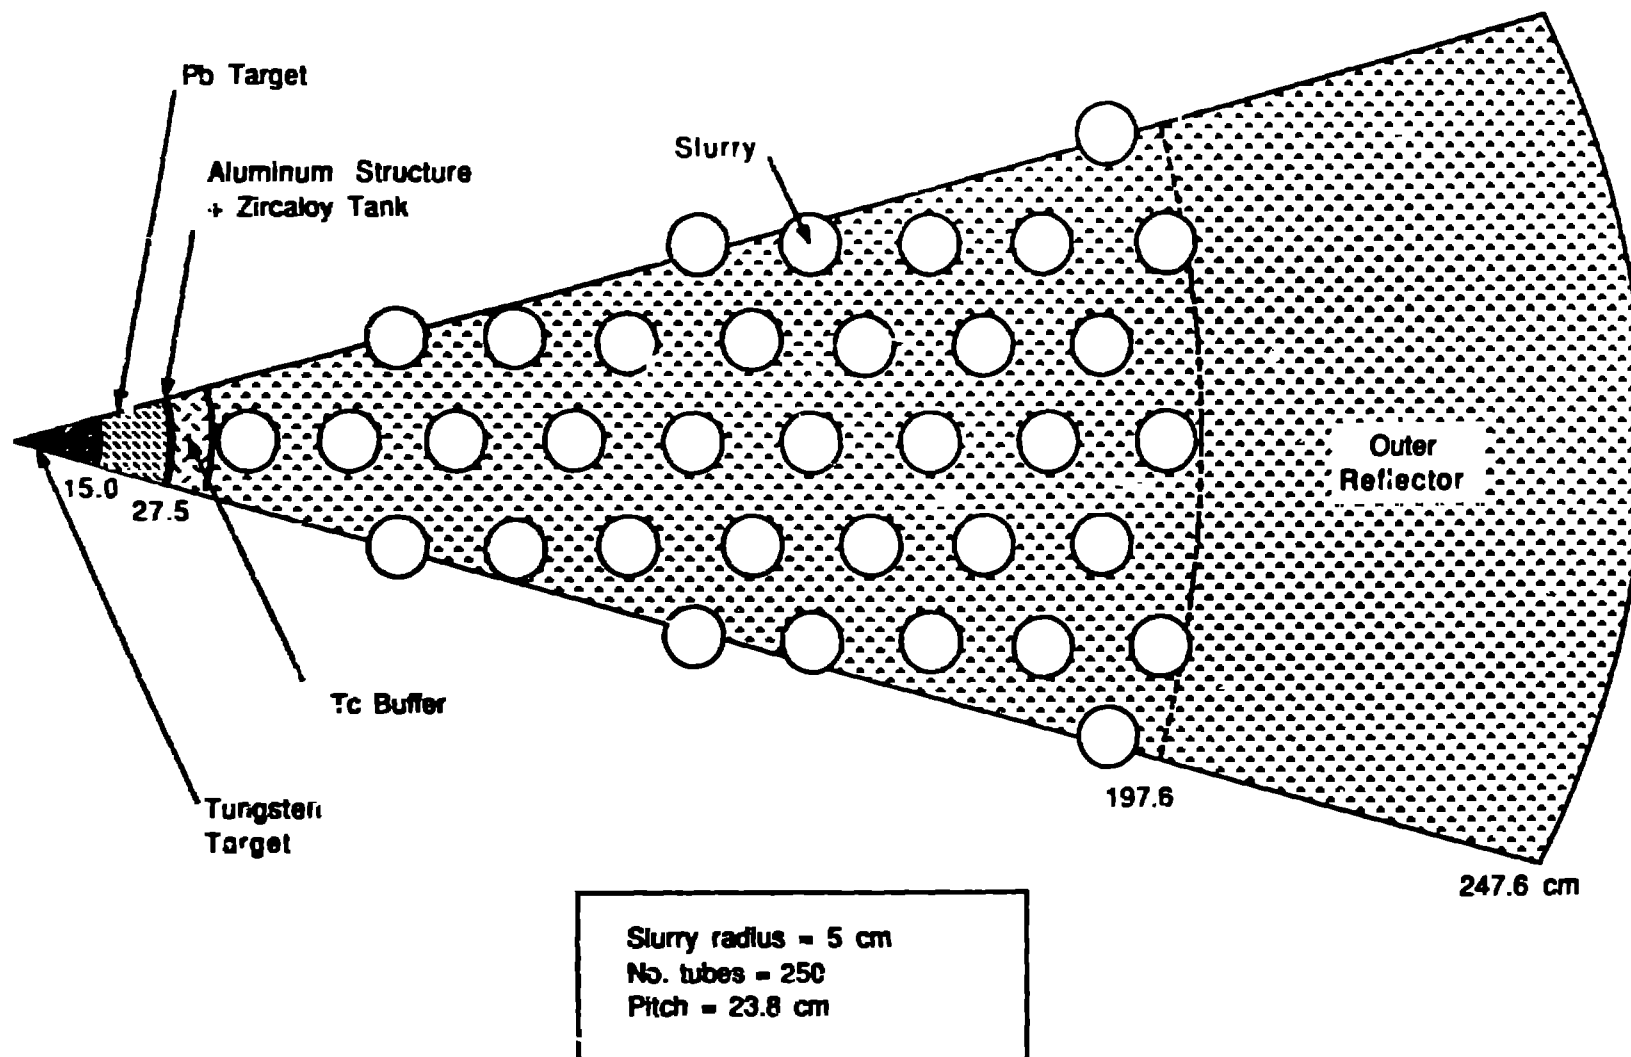 Pb Target
Aluminum Structure
+ Zircaloy Tank
Slurry
15.0
27.5
Outer
Reflector
Tc Buffer
Tungsten
Target
197.6
247.6 cm
Slurry radius = 5 cm
No. tubes = 250
Pitch = 23.8 cm